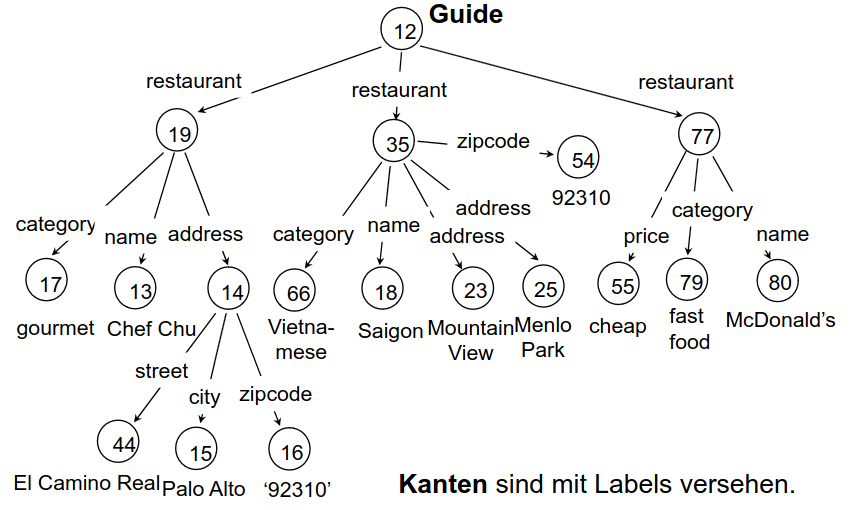 12 Guide
restaurant restaurant restaurant
19 35 zipcode 54 77
92310
category name address category name address address price category name
17 13 14 66 18 23 25 55 79 80
gourmet Chef Chu Vietna-
mese Saigon Mountain
View Menlo
Park cheap fast
food McDonald's
street city zipcode
44 15 16
El Camino Real Palo Alto ‘92310’
Kanten sind mit Labels versehen.